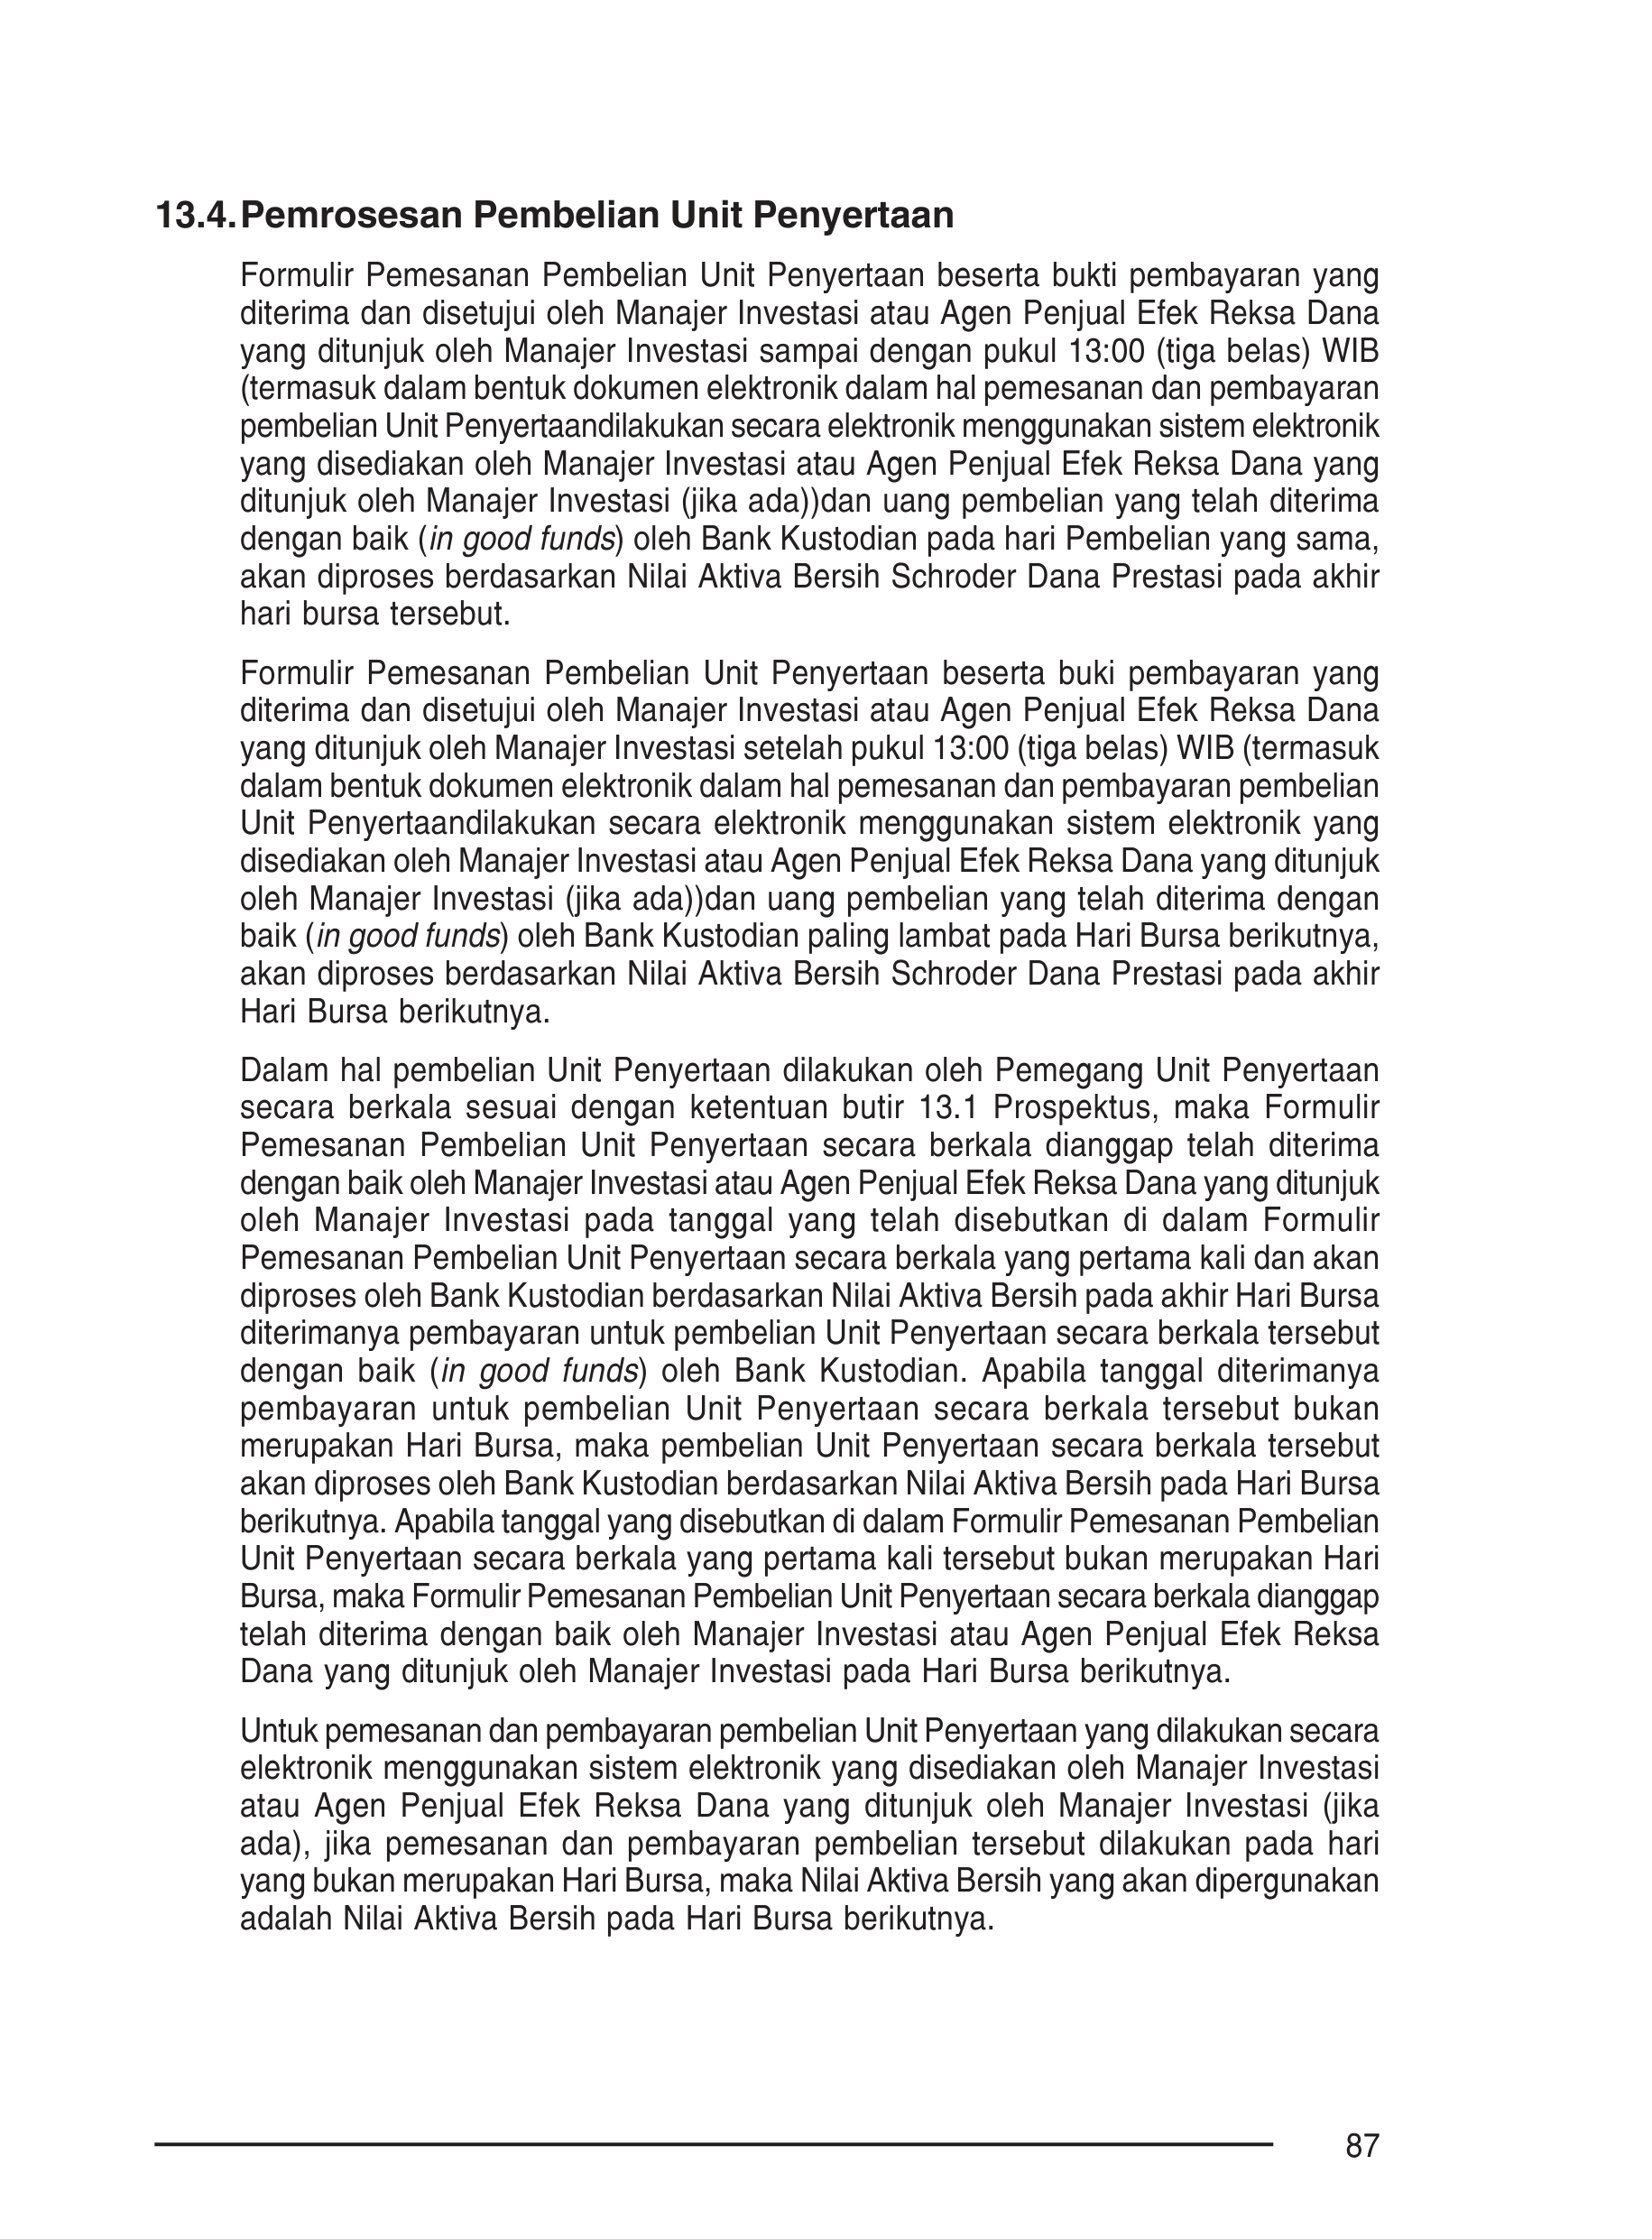 13.4. Pemrosesan Pembelian Unit Penyertaan
Formulir Pemesanan Pembelian Unit Penyertaan beserta bukti pembayaran yang
diterima dan disetujui oleh Manajer Investasi atau Agen Penjual Efek Reksa Dana
yang ditunjuk oleh Manajer Investasi sampai dengan pukul 13:00 (tiga belas) WIB
(termasuk dalam bentuk dokumen elektronik dalam hal pemesanan dan pembayaran
pembelian Unit Penyertaandilakukan secara elektronik menggunakan sistem elektronik
yang disediakan oleh Manajer Investasi atau Agen Penjual Efek Reksa Dana yang
ditunjuk oleh Manajer Investasi (jika ada))dan uang pembelian yang telah diterima
dengan baik (in good funds) oleh Bank Kustodian pada hari Pembelian yang sama,
akan diproses berdasarkan Nilai Aktiva Bersih Schroder Dana Prestasi pada akhir
hari bursa tersebut.
Formulir Pemesanan Pembelian Unit Penyertaan beserta buki pembayaran yang
diterima dan disetujui oleh Manajer Investasi atau Agen Penjual Efek Reksa Dana
yang ditunjuk oleh Manajer Investasi setelah pukul 13:00 (tiga belas) WIB (termasuk
dalam bentuk dokumen elektronik dalam hal pemesanan dan pembayaran pembelian
Unit Penyertaandilakukan secara elektronik menggunakan sistem elektronik yang
disediakan oleh Manajer Investasi atau Agen Penjual Efek Reksa Dana yang ditunjuk
oleh Manajer Investasi (jika ada))dan uang pembelian yang telah diterima dengan
baik (in good funds) oleh Bank Kustodian paling lambat pada Hari Bursa berikutnya,
akan diproses berdasarkan Nilai Aktiva Bersih Schroder Dana Prestasi pada akhir
Hari Bursa berikutnya.
Dalam hal pembelian Unit Penyertaan dilakukan oleh Pemegang Unit Penyertaan
secara berkala sesuai dengan ketentuan butir 13.1 Prospektus, maka Formulir
Pemesanan Pembelian Unit Penyertaan secara berkala dianggap telah diterima
dengan baik oleh Manajer Investasi atau Agen Penjual Efek Reksa Dana yang ditunjuk
oleh Manajer Investasi pada tanggal yang telah disebutkan di dalam Formulir
Pemesanan Pembelian Unit Penyertaan secara berkala yang pertama kali dan akan
diproses oleh Bank Kustodian berdasarkan Nilai Aktiva Bersih pada akhir Hari Bursa
diterimanya pembayaran untuk pembelian Unit Penyertaan secara berkala tersebut
dengan baik (in good funds) oleh Bank Kustodian. Apabila tanggal diterimanya
pembayaran untuk pembelian Unit Penyertaan secara berkala tersebut bukan
merupakan Hari Bursa, maka pembelian Unit Penyertaan secara berkala tersebut
akan diproses oleh Bank Kustodian berdasarkan Nilai Aktiva Bersih pada Hari Bursa
berikutnya. Apabila tanggal yang disebutkan di dalam Formulir Pemesanan Pembelian
Unit Penyertaan secara berkala yang pertama kali tersebut bukan merupakan Hari
Bursa, maka Formulir Pemesanan Pembelian Unit Penyertaan secara berkala dianggap
telah diterima dengan baik oleh Manajer Investasi atau Agen Penjual Efek Reksa
Dana yang ditunjuk oleh Manajer Investasi pada Hari Bursa berikutnya.
Untuk pemesanan dan pembayaran pembelian Unit Penyertaan yang dilakukan secara
elektronik menggunakan sistem elektronik yang disediakan oleh Manajer Investasi
atau Agen Penjual Efek Reksa Dana yang ditunjuk oleh Manajer Investasi (jika
ada), jika pemesanan dan pembayaran pembelian tersebut dilakukan pada hari
yang bukan merupakan Hari Bursa, maka Nilai Aktiva Bersih yang akan dipergunakan
adalah Nilai Aktiva Bersih pada Hari Bursa berikutnya.
87